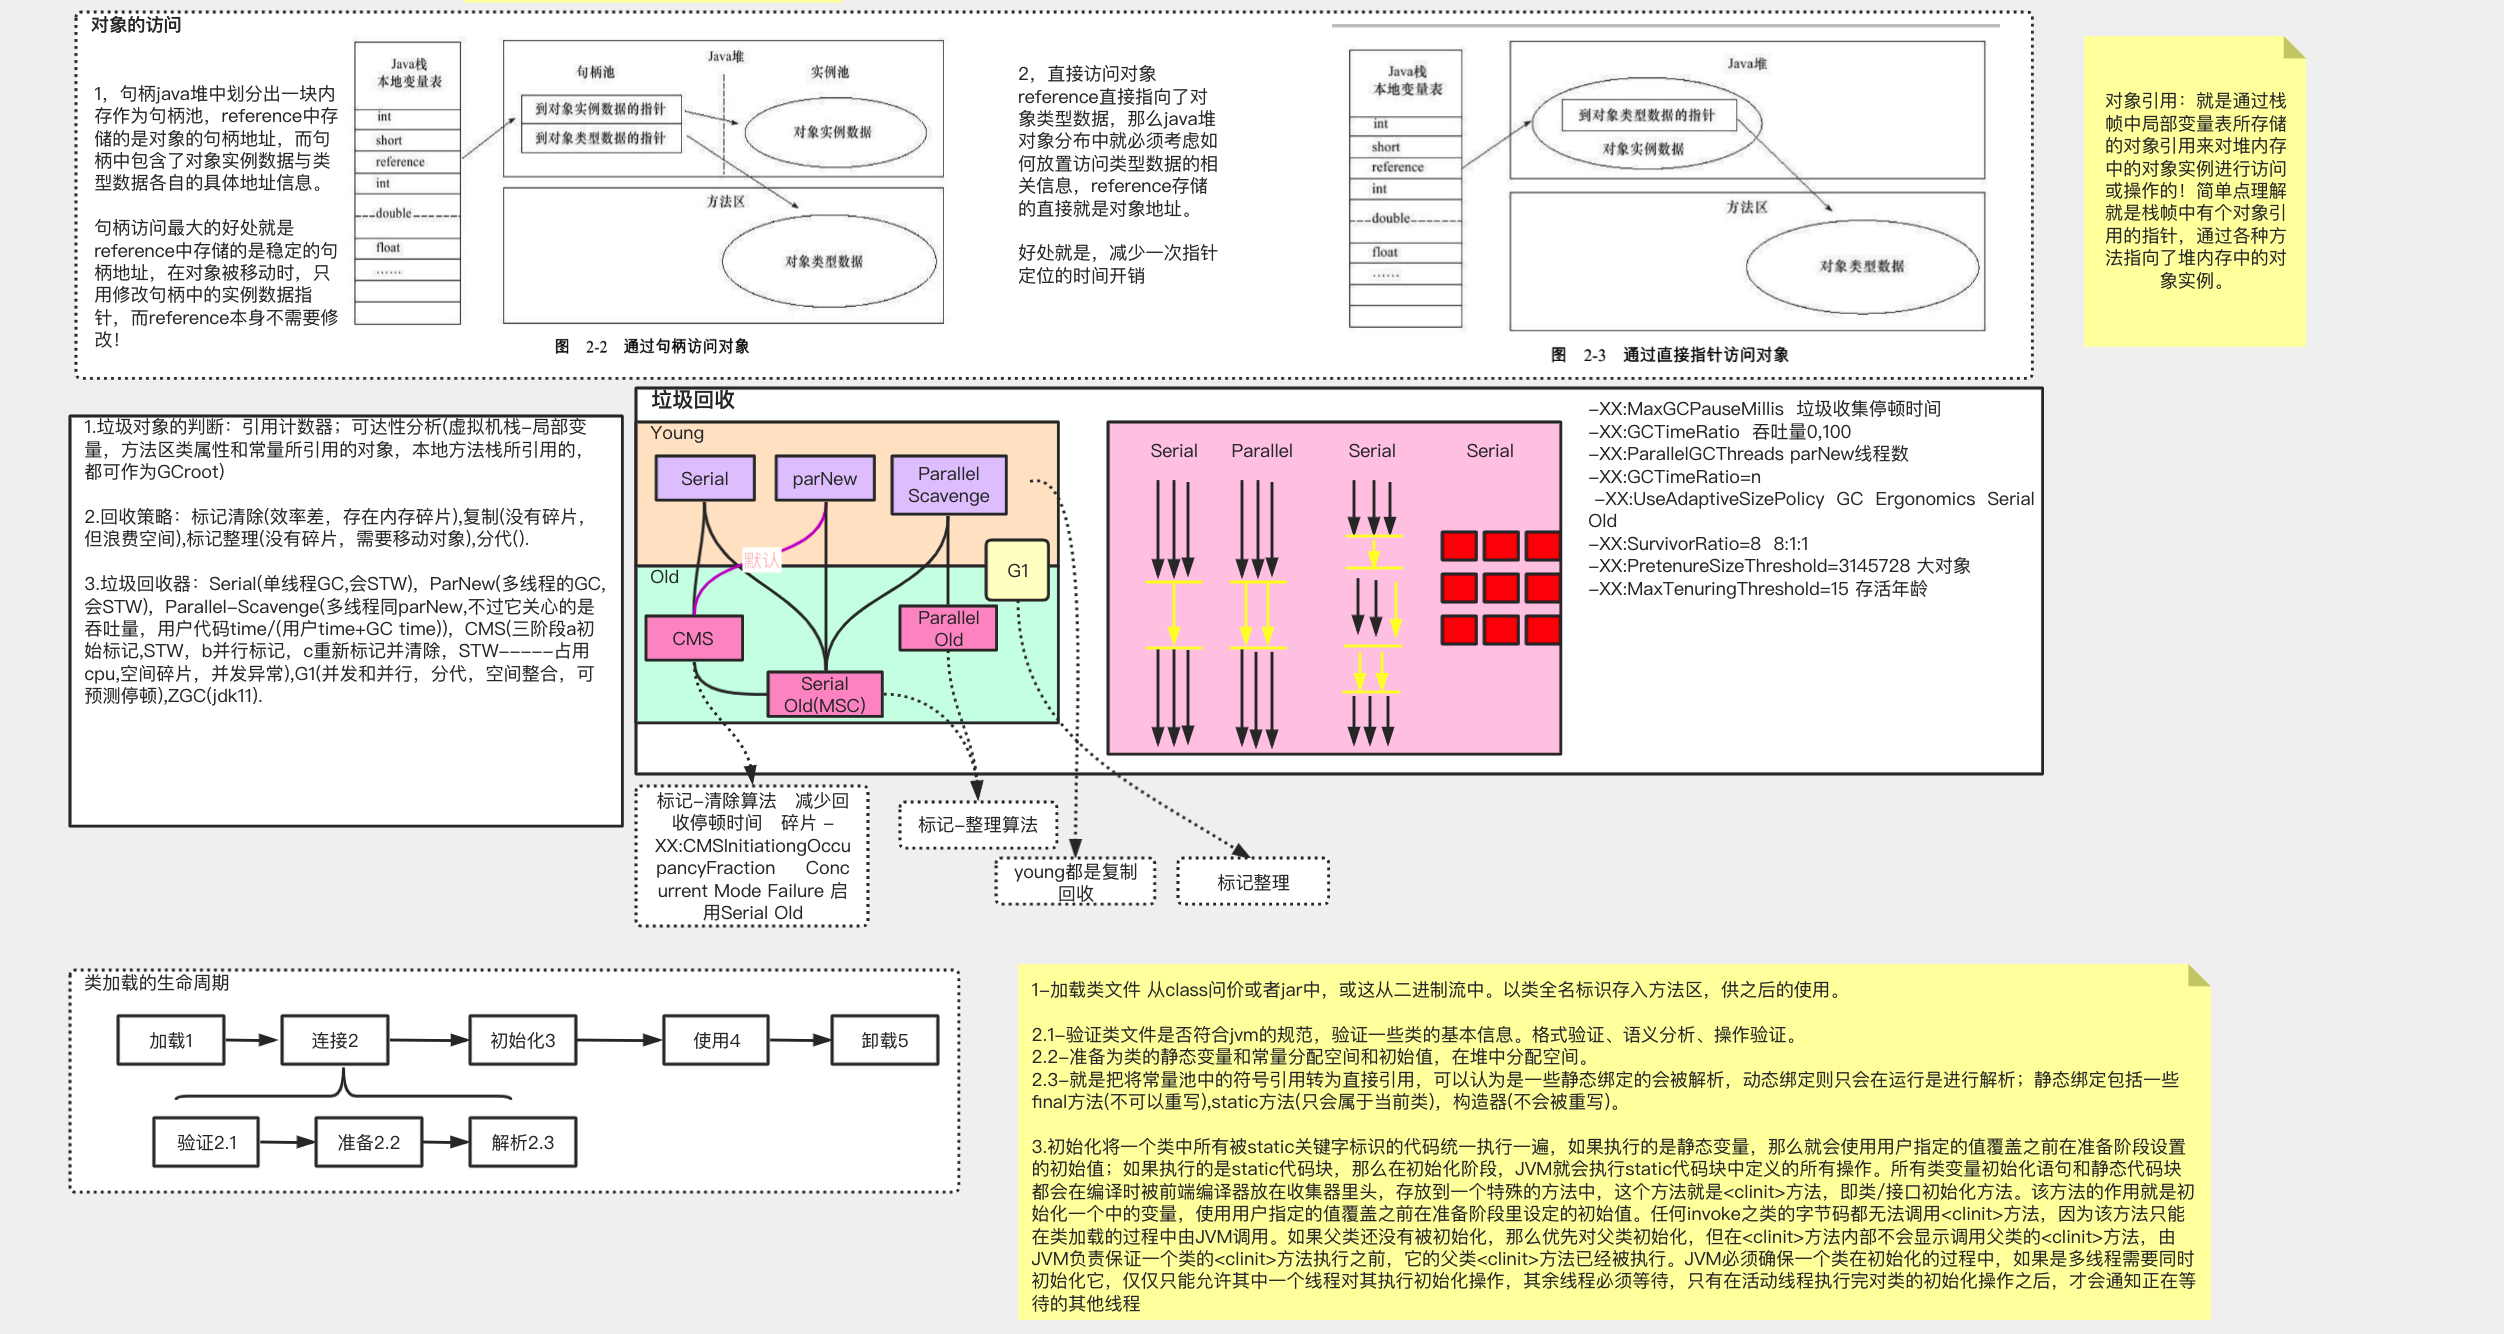 对象的访问
1，句柄java堆中划分出一块内
存作为句柄池，reference中存
储的是对象的句柄地址，而句
柄中包含了对象实例数据与类
型数据各自的具体地址信息。
句柄访问最大的好处就是
reference中存储的是稳定的句
柄地址，在对象被移动时，只
用修改句柄中的实例数据指
针，而reference本身不需要修
改！
Java栈
本地变量表
int
short
reference
int
double
float
……
Java堆
句柄池
实例池
到对象实例数据的指针
到对象类型数据的指针
对象实例数据
方法区
对象类型数据
图 2-2 通过句柄访问对象
2，直接访问对象
reference直接指向了对
象类型数据，那么java堆
对象分布中就必须考虑如
何放置访问类型数据的相
关信息，reference存储
的直接就是对象地址。
好处就是，减少一次指针
定位的时间开销
Java栈
本地变量表
int
short
reference
int
double
float
……
Java堆
到对象类型数据的指针
对象实例数据
方法区
对象类型数据
图 2-3 通过直接指针访问对象
对象引用：就是通过栈
帧中局部变量表所存储
的对象引用来对堆内存
中的对象实例进行访问
或操作的！简单点理解
就是栈帧中有个对象引
用的指针，通过各种方
法指向了堆内存中的对
象实例。
1.垃圾对象的判断：引用计数器；可达性分析(虚拟机栈-局部变
量，方法区类属性和常量所引用的对象，本地方法栈所引用的，
都可作为GCroot)
2.回收策略：标记清除(效率差，存在内存碎片),复制(没有碎片，
但浪费空间),标记整理(没有碎片，需要移动对象),分代().
3.垃圾回收器：Serial(单线程GC,会STW)，ParNew(多线程的GC,
会STW)，Parallel-Scavenge(多线程同parNew,不过它关心的是
吞吐量，用户代码time/(用户time+GC time))，CMS(三阶段a初
始标记,STW，b并行标记，c重新标记并清除，STW-----占用
cpu,空间碎片，并发异常),G1(并发和并行，分代，空间整合，可
预测停顿),ZGC(jdk11).
垃圾回收
Young
Serial
parNew
Parallel
Scavenge
默认
G1
Old
CMS
Parallel
Old
Serial
Old(MSC)
Serial
Parallel
Serial
Serial
-XX:MaxGCPauseMillis 垃圾收集停顿时间
-XX:GCTimeRatio 吞吐量0,100
-XX:ParallelGCThreads parNew线程数
-XX:GCTimeRatio=n
-XX:UseAdaptiveSizePolicy GC Ergonomics Serial
Old
-XX:SurvivorRatio=8 8:1:1
-XX:PretenureSizeThreshold=3145728 大对象
-XX:MaxTenuringThreshold=15 存活年龄
标记-清除算法 减少回
收停顿时间 碎片 -
XX:CMSInitiationgOccu
pancyFraction Conc
urrent Mode Failure 启
用Serial Old
标记-整理算法
young都是复制
回收
标记整理
类加载的生命周期
加载1
连接2
初始化3
使用4
卸载5
验证2.1
准备2.2
解析2.3
1-加载类文件 从class问价或者jar中，或这从二进制流中。以类全名标识存入方法区，供之后的使用。
2.1-验证类文件是否符合jvm的规范，验证一些类的基本信息。格式验证、语义分析、操作验证。
2.2-准备为类的静态变量和常量分配空间和初始值，在堆中分配空间。
2.3-就是把将常量池中的符号引用转为直接引用，可以认为是一些静态绑定的会被解析，动态绑定则只会在运行是进行解析；静态绑定包括一些
final方法(不可以重写),static方法(只会属于当前类)，构造器(不会被重写)。
3.初始化将一个类中所有被static关键字标识的代码统一执行一遍，如果执行的是静态变量，那么就会使用用户指定的值覆盖之前在准备阶段设置
的初始值；如果执行的是static代码块，那么在初始化阶段，JVM就会执行static代码块中定义的所有操作。所有类变量初始化语句和静态代码块
都会在编译时被前端编译器放在收集器里头，存放到一个特殊的方法中，这个方法就是<clinit>方法，即类/接口初始化方法。该方法的作用就是初
始化一个中的变量，使用用户指定的值覆盖之前在准备阶段里设定的初始值。任何invoke之类的字节码都无法调用<clinit>方法，因为该方法只能
在类加载的过程中由JVM调用。如果父类还没有被初始化，那么优先对父类初始化，但在<clinit>方法内部不会显示调用父类的<clinit>方法，由
JVM负责保证一个类的<clinit>方法执行之前，它的父类<clinit>方法已经被执行。JVM必须确保一个类在初始化的过程中，如果是多线程需要同时
初始化它，仅仅只能允许其中一个线程对其执行初始化操作，其余线程必须等待，只有在活动线程执行完对类的初始化操作之后，才会通知正在等
待的其他线程